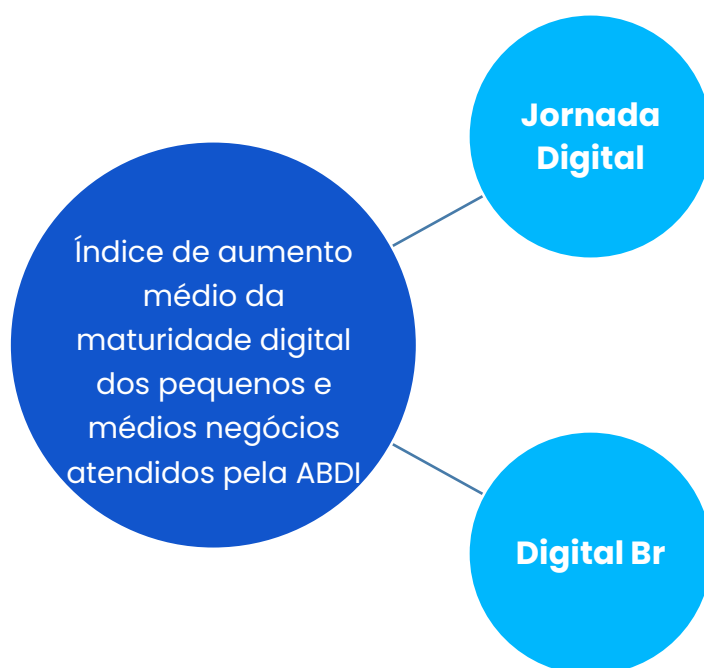 Jornada
Digital
Índice de aumento
médio da
maturidade digital
dos pequenos e
médios negócios
atendidos pela ABDI
Digital Br